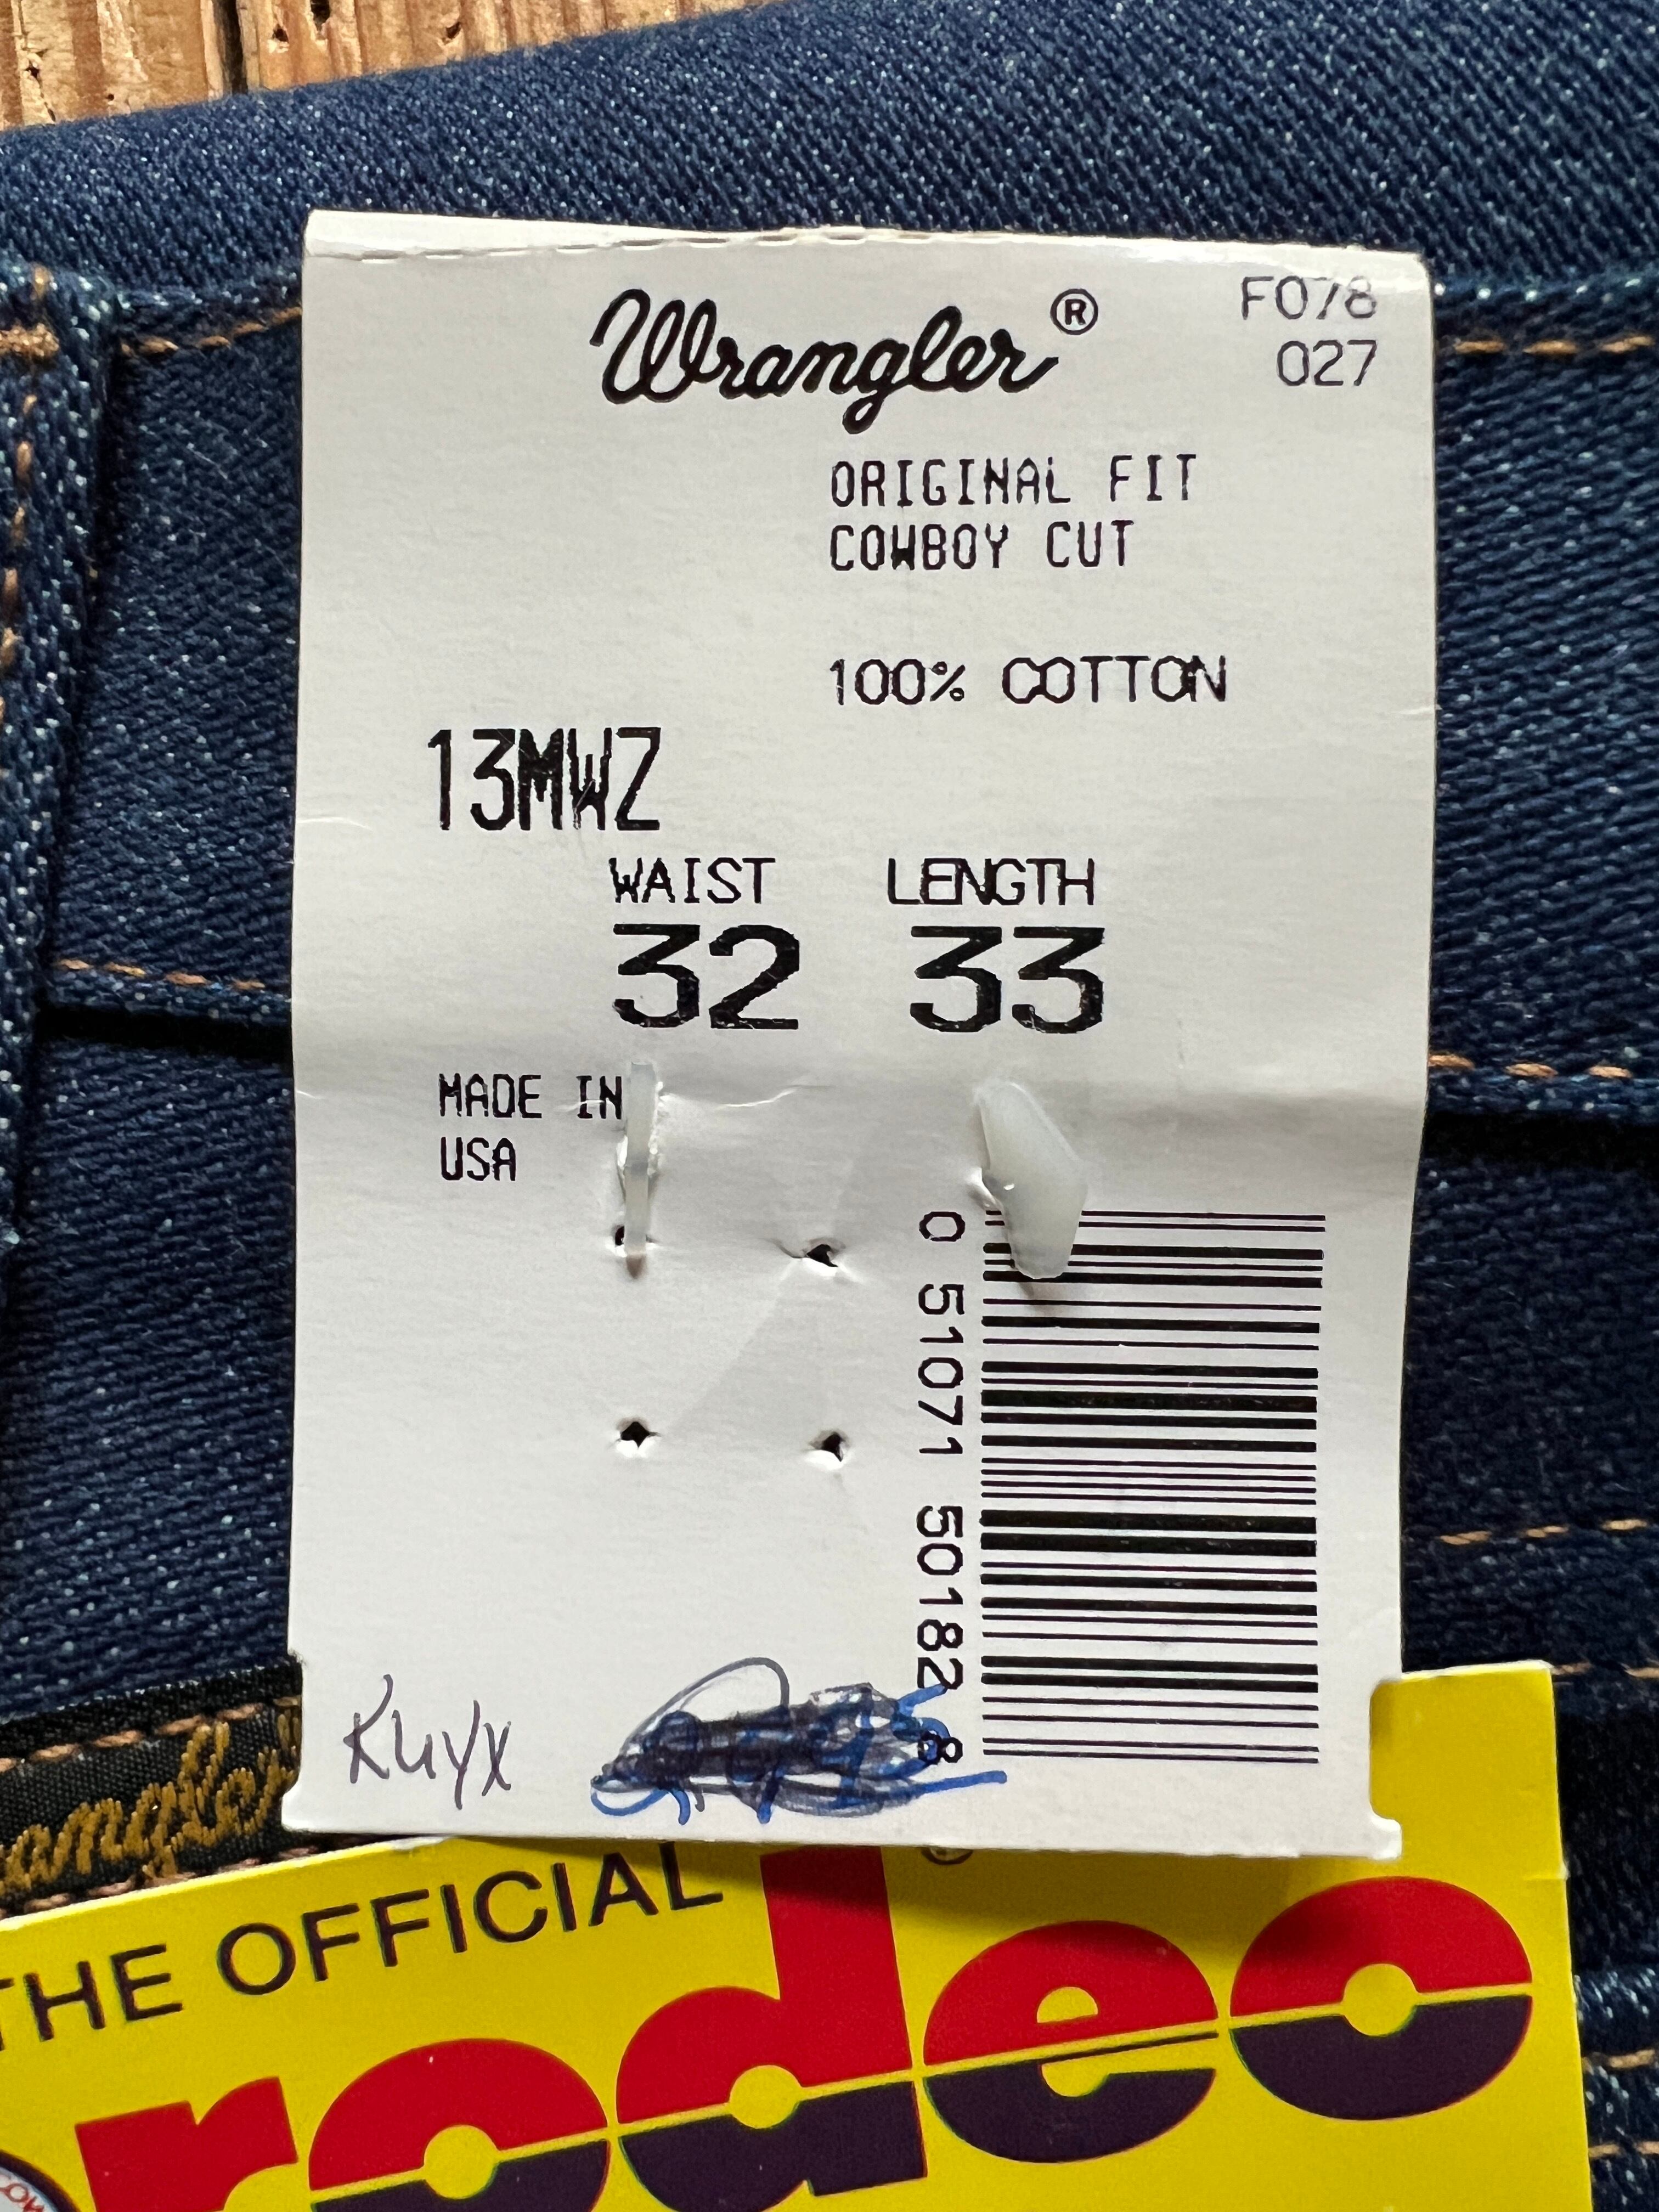 Wrangler®
F078
027
ORIGINAL FIT
COWBOY CUT
100% COTTON
13MWZ
WAIST LENGTH
32 33
MADE IN
USA
0 51071 50182 8
THE OFFICIAL
rodeo